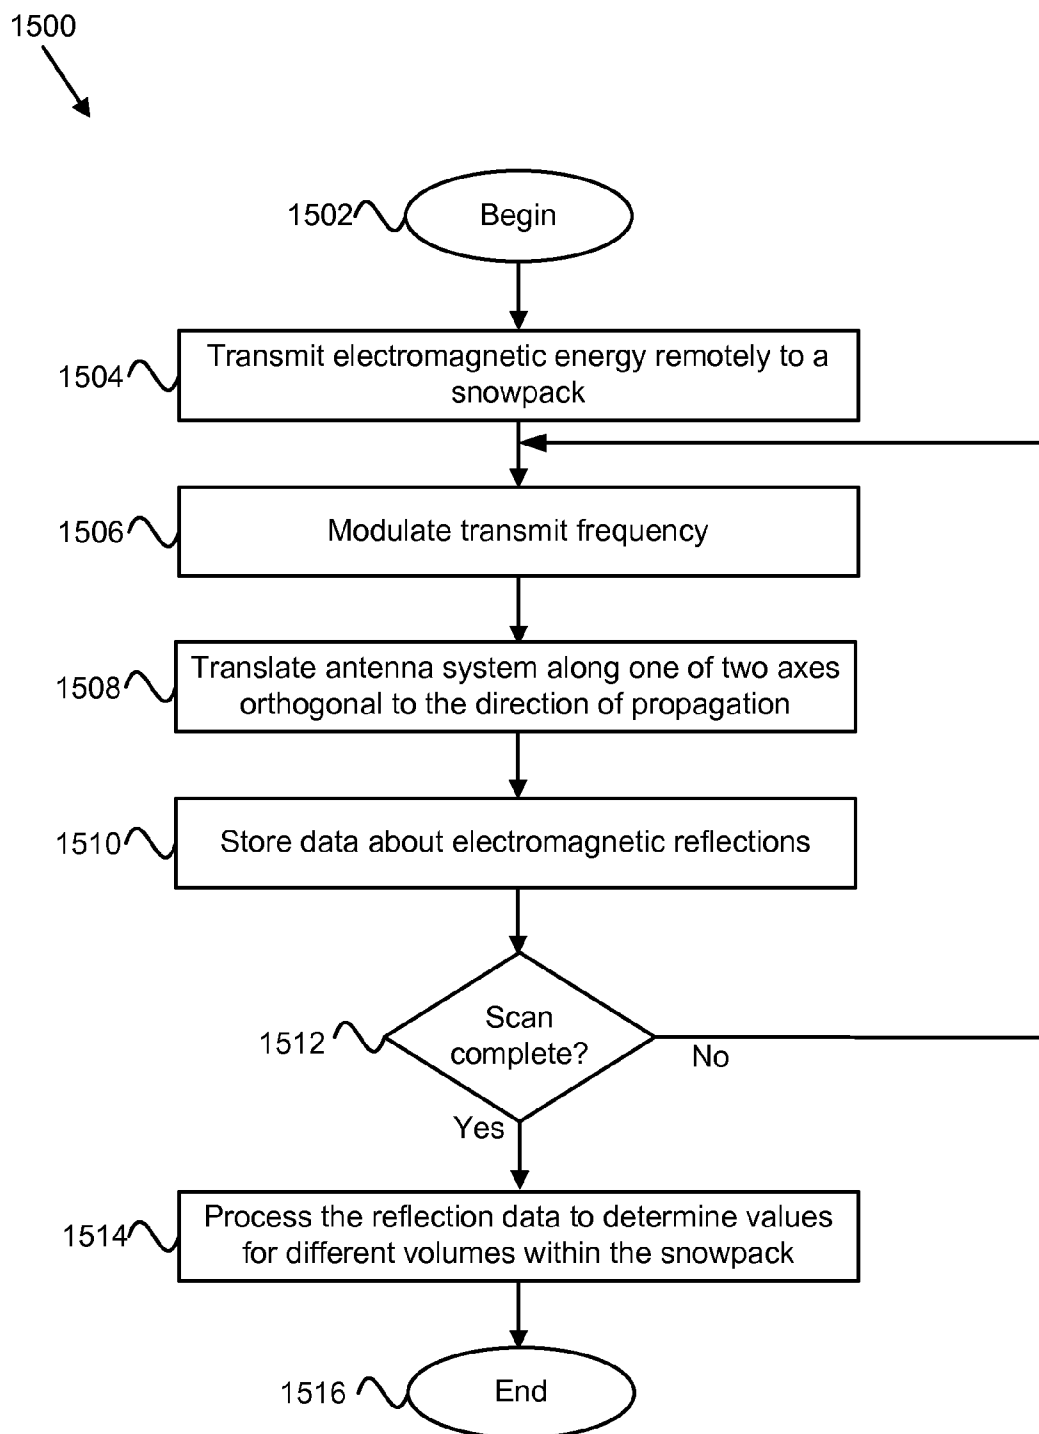 1500
1502
Begin
1504
Transmit electromagnetic energy remotely to a
snowpack
1506
Modulate transmit frequency
1508
Translate antenna system along one of two axes
orthogonal to the direction of propagation
1510
Store data about electromagnetic reflections
1512
Scan
complete?
No
Yes
1514
Process the reflection data to determine values
for different volumes within the snowpack
1516
End